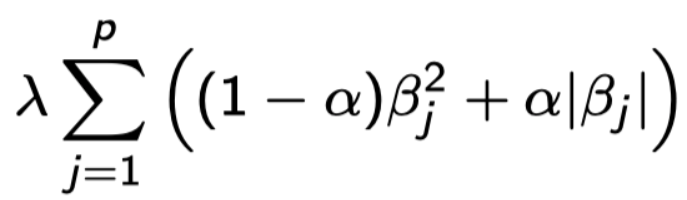 λ∑_{j=1}^{p} ((1 − α)β_j^2 + α|β_j|)